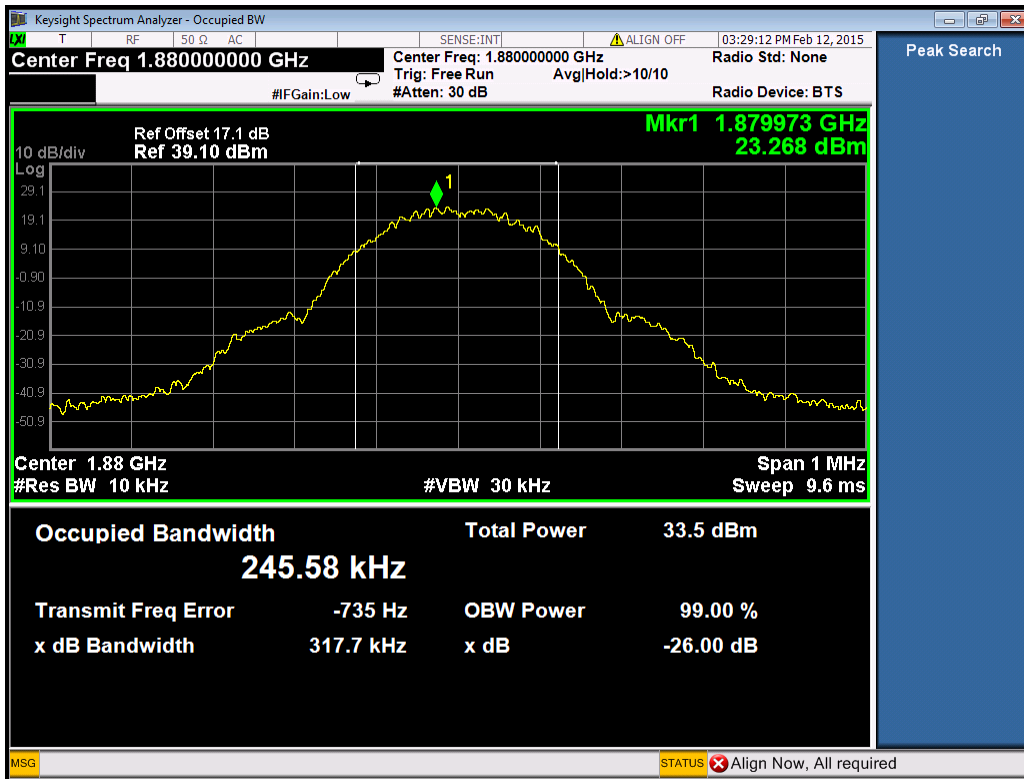 Keysight Spectrum Analyzer - Occupied BW
LXI T RF 50 Ω AC SENSE:INT ALIGN OFF 03:29:12 PM Feb 12, 2015
Center Freq 1.880000000 GHz
Center Freq: 1.880000000 GHz Radio Std: None
Trig: Free Run Avg|Hold:>10/10
#IFGain:Low #Atten: 30 dB Radio Device: BTS
Peak Search
Mkr1 1.879973 GHz
23.268 dBm
Ref Offset 17.1 dB
10 dB/div Ref 39.10 dBm
Log
1
29.1
19.1
9.10
-0.90
-10.9
-20.9
-30.9
-40.9
-50.9
Center 1.88 GHz Span 1 MHz
#Res BW 10 kHz #VBW 30 kHz Sweep 9.6 ms
Occupied Bandwidth Total Power 33.5 dBm
245.58 kHz
Transmit Freq Error -735 Hz OBW Power 99.00 %
x dB Bandwidth 317.7 kHz x dB -26.00 dB
MSG STATUS Align Now, All required